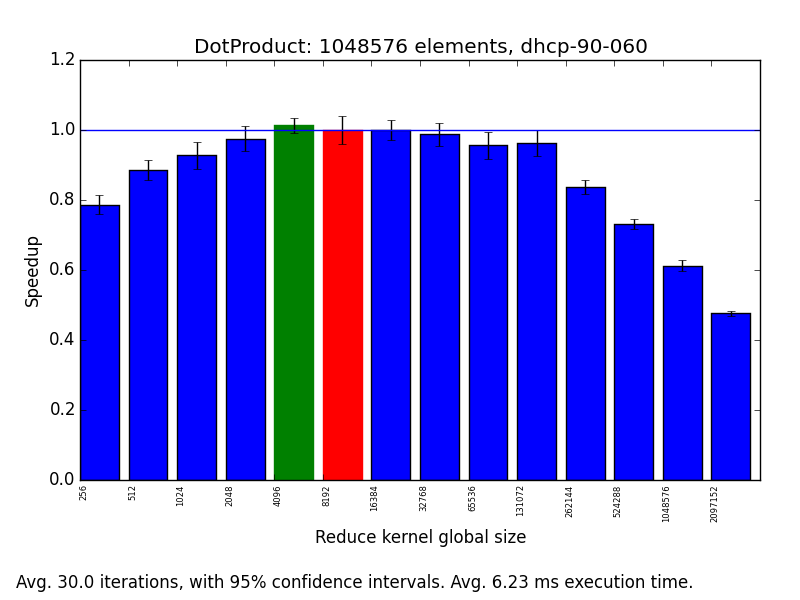 DotProduct: 1048576 elements, dhcp-90-060
1.2
1.0
0.8
0.6
0.4
0.2
0.0
Speedup
256 512 1024 2048 4096 8192 16384 32768 65536 131072 262144 524288 1048576 2097152
Reduce kernel global size
Avg. 30.0 iterations, with 95% confidence intervals. Avg. 6.23 ms execution time.